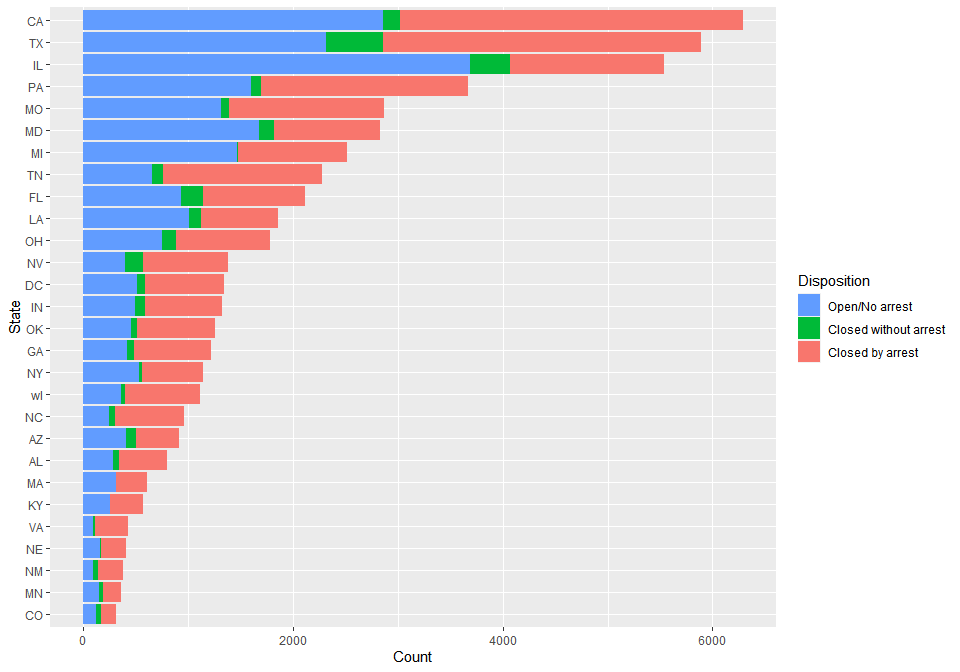 CA
TX
IL
PA
MO
MD
MI
TN
FL
LA
OH
NV
DC
IN
OK
GA
NY
wI
NC
AZ
AL
MA
KY
VA
NE
NM
MN
CO
State
0 2000 4000 6000
Count
Disposition
Open/No arrest
Closed without arrest
Closed by arrest